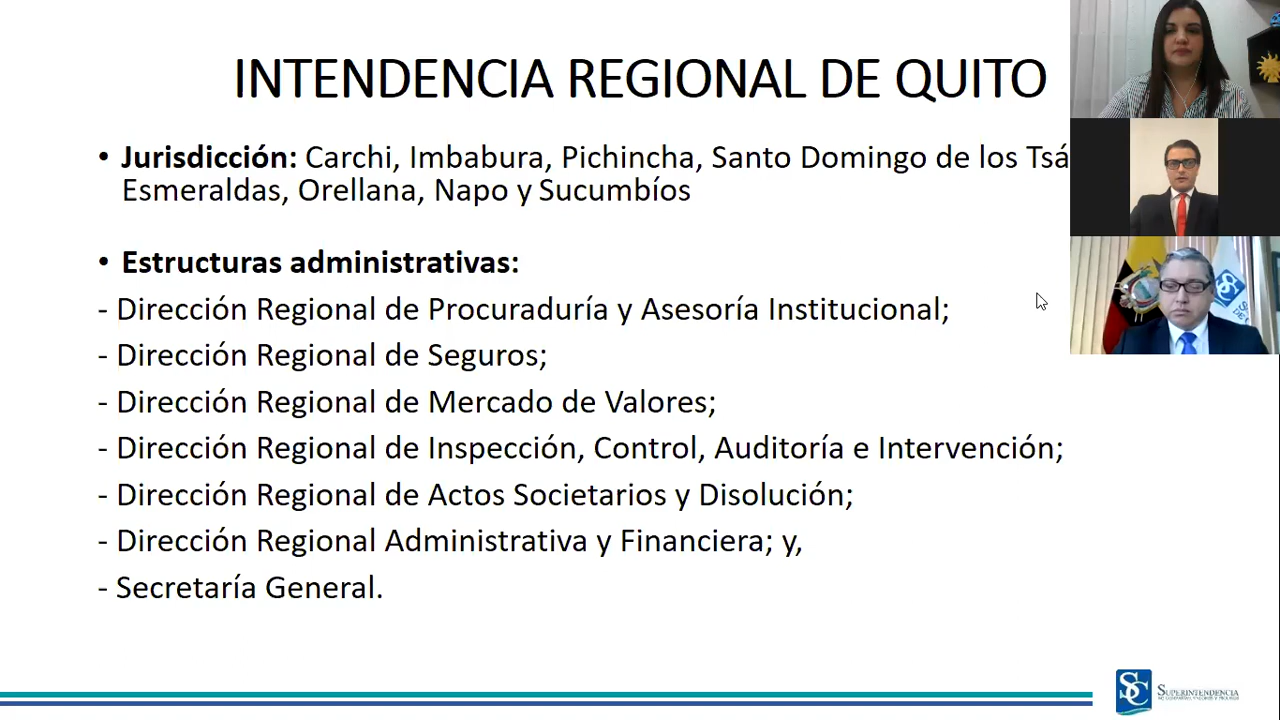 INTENDENCIA REGIONAL DE QUITO
• Jurisdicción: Carchi, Imbabura, Pichincha, Santo Domingo de los
Esmeraldas, Orellana, Napo y Sucumbíos
• Estructuras administrativas:
- Dirección Regional de Procuraduría y Asesoría Institucional;
- Dirección Regional de Seguros;
- Dirección Regional de Mercado de Valores;
- Dirección Regional de Inspección, Control, Auditoría e Intervención;
- Dirección Regional de Actos Societarios y Disolución;
- Dirección Regional Administrativa y Financiera; y,
- Secretaría General.
SC SUPERINTENDENCIA